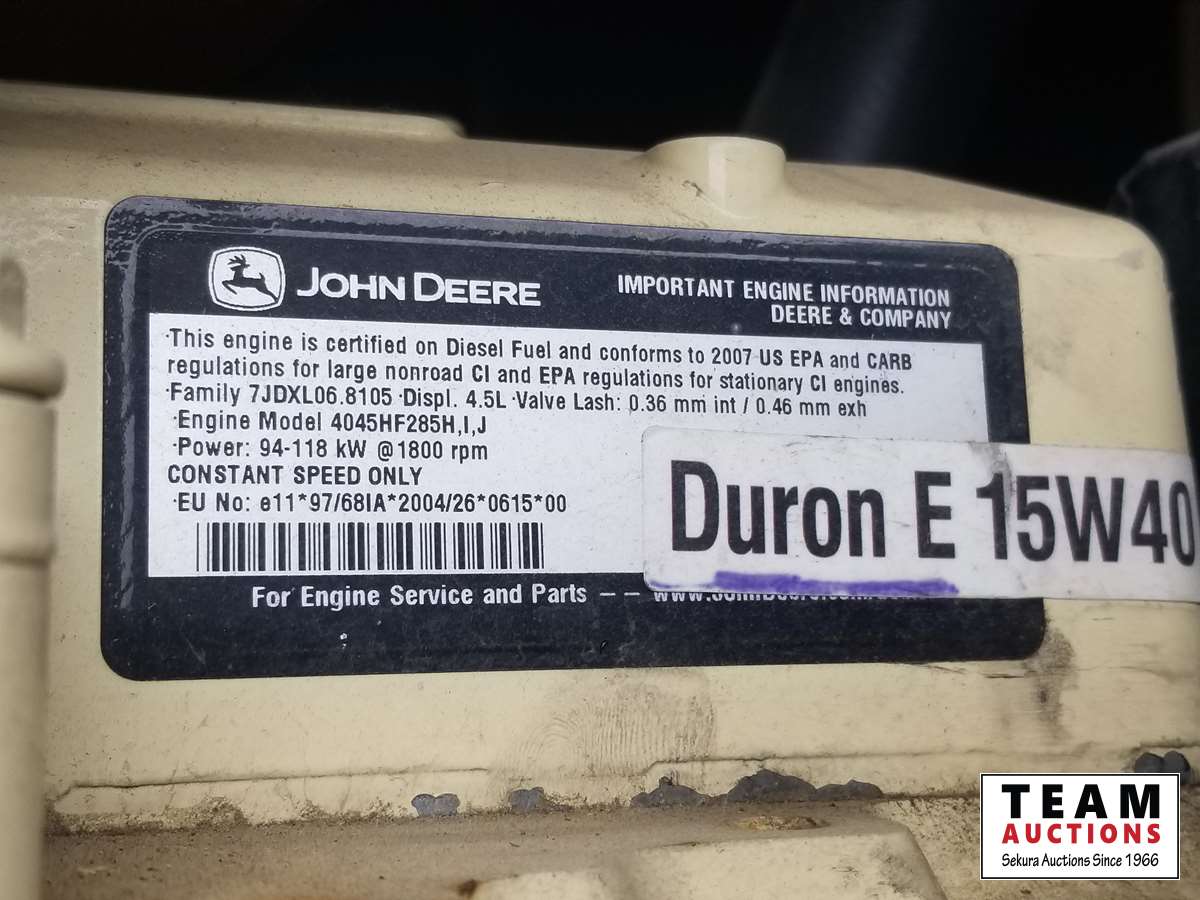 JOHN DEERE
IMPORTANT ENGINE INFORMATION
DEERE & COMPANY
·This engine is certified on Diesel Fuel and conforms to 2007 US EPA and CARB
regulations for large nonroad CI and EPA regulations for stationary CI engines.
·Family 7JDXL06.8105 ·Displ. 4.5L ·Valve Lash: 0.36 mm int / 0.46 mm exh
·Engine Model 4045HF285H,I,J
·Power: 94-118 kW @1800 rpm
CONSTANT SPEED ONLY
·EU No: e11*97/68IA*2004/26*0615*00
Duron E 15W40
For Engine Service and Parts – –
TEAM
AUCTIONS
Sekura Auctions Since 1966